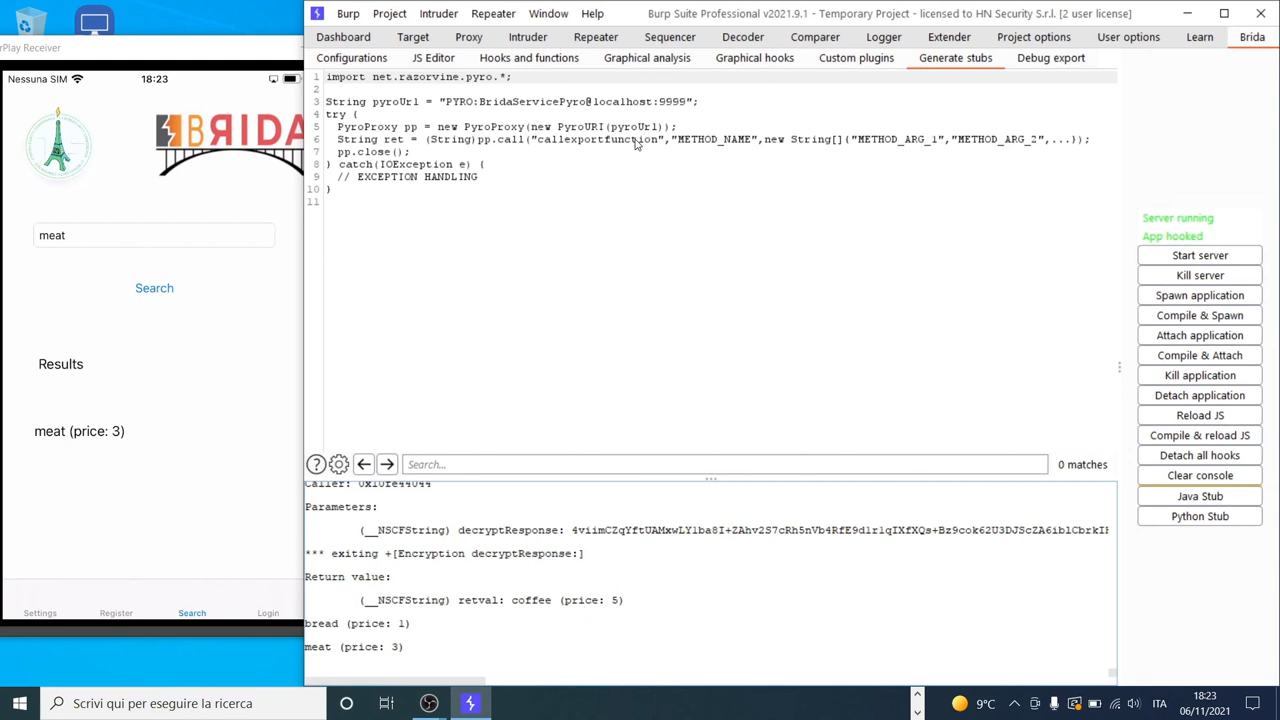 Burp Project Intruder Repeater Window Help Burp Suite Professional v2021.9.1 - Temporary Project - licensed to HN Security S.r.l. [2 user license]
Dashboard Target Proxy Intruder Repeater Sequencer Decoder Comparer Logger Extender Project options User options Learn Brida
rPlay Receiver
Configurations JS Editor Hooks and functions Graphical analysis Graphical hooks Custom plugins Generate stubs Debug export
Nessuna SIM 18:23
BRIDA
meat
Search
Results
meat (price: 3)
Settings Register Search Login
1 import net.razorvine.pyro.*;
2
3 String pyroUrl = "PYRO:BridaServicePyro@localhost:9999";
4 try {
5 PyroProxy pp = new PyroProxy(new PyroURI(pyroUrl));
6 String ret = (String)pp.call("callexportfunction","METHOD_NAME",new String[]{"METHOD_ARG_1","METHOD_ARG_2",...});
7 pp.close();
8 } catch(IOException e) {
9 // EXCEPTION HANDLING
10 }
11
Server running
App hooked
Start server
Kill server
Spawn application
Compile & Spawn
Attach application
Compile & Attach
Kill application
Detach application
Reload JS
Compile & reload JS
Detach all hooks
Clear console
Java Stub
Python Stub
? Search... 0 matches
Caller: 0x10fe44044
Parameters:
(__NSCFString) decryptResponse: 4viimCZqYftUAMxwLY1ba8I+ZAhv2S7cRh5nVb4RfE9d1r1qIXfXQs+Bz9cok62U3DJScZA6iblCbrkIH
*** exiting +[Encryption decryptResponse:]
Return value:
(__NSCFString) retval: coffee (price: 5)
bread (price: 1)
meat (price: 3)
Scrivi qui per eseguire la ricerca
9°C ITA 18:23
06/11/2021